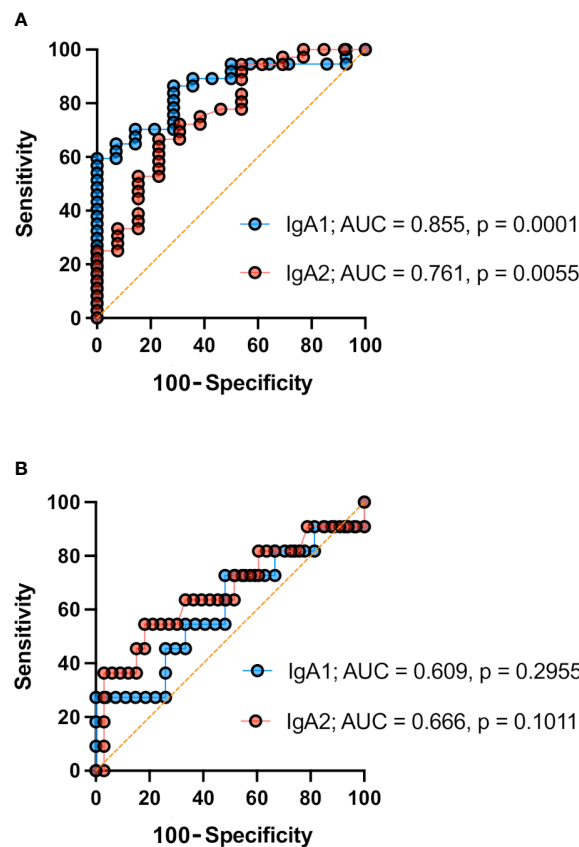 A
100
80
60
40
20
0
Sensitivity
IgA1; AUC = 0.855, p = 0.0001
IgA2; AUC = 0.761, p = 0.0055
0 20 40 60 80 100
100-Specificity
B
100
80
60
40
20
0
Sensitivity
IgA1; AUC = 0.609, p = 0.2955
IgA2; AUC = 0.666, p = 0.1011
0 20 40 60 80 100
100-Specificity